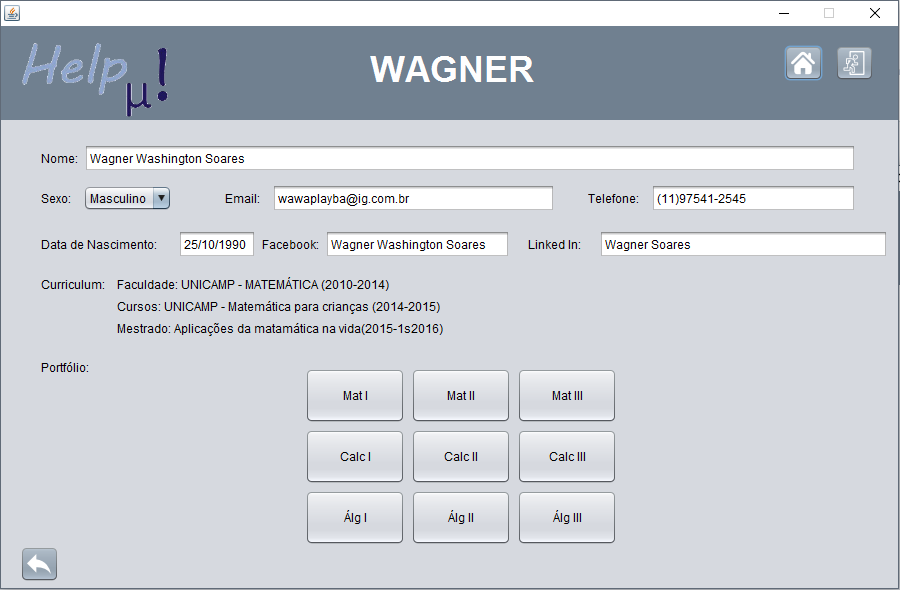 Help μ!
WAGNER
Nome: Wagner Washington Soares
Sexo: Masculino Email: wawaplayba@ig.com.br Telefone: (11)97541-2545
Data de Nascimento: 25/10/1990 Facebook: Wagner Washington Soares Linked In: Wagner Soares
Curriculum: Faculdade: UNICAMP - MATEMÁTICA (2010-2014)
Cursos: UNICAMP - Matemática para crianças (2014-2015)
Mestrado: Aplicações da matamática na vida(2015-1s2016)
Portfólio:
Mat I Mat II Mat III
Calc I Calc II Calc III
Álg I Álg II Álg III